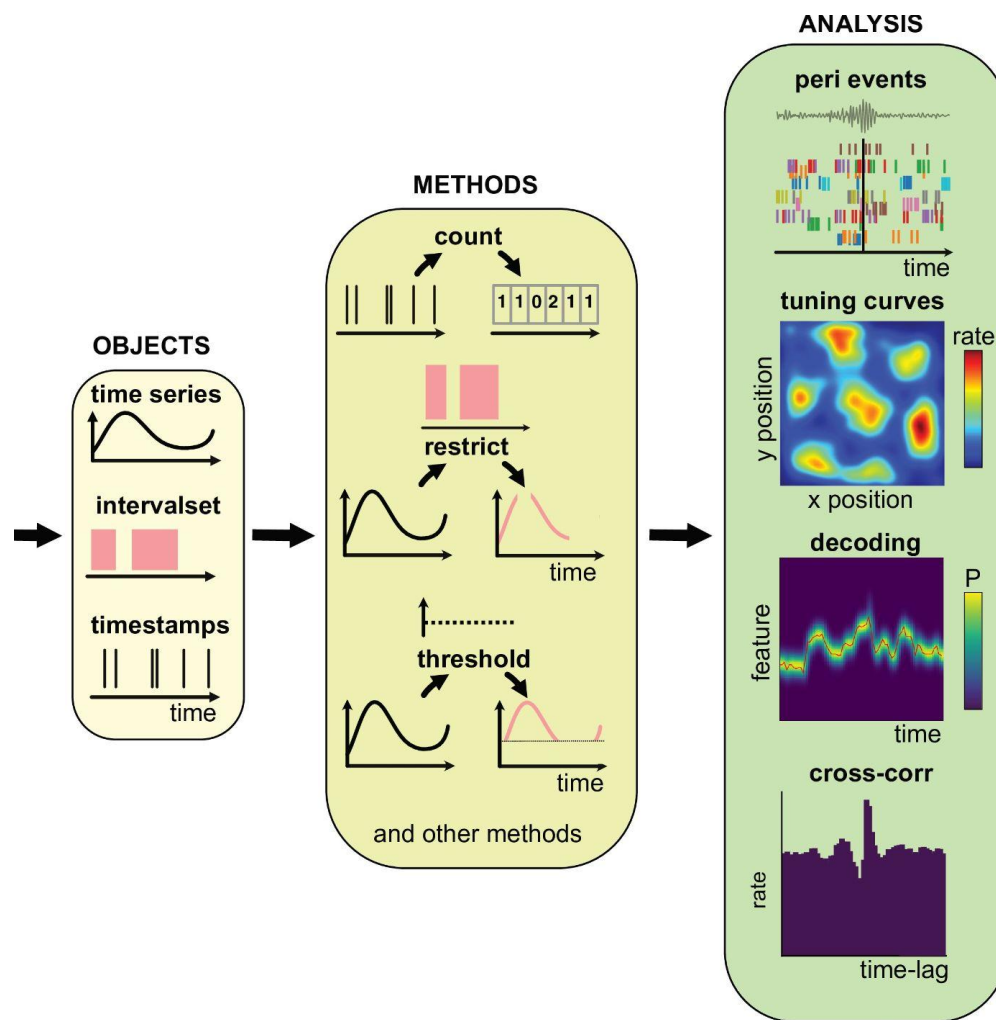 OBJECTS
time series
intervalset
timestamps
time
METHODS
count
1 1 0 2 1 1
restrict
time
threshold
time
and other methods
ANALYSIS
peri events
time
tuning curves
rate
y position
x position
decoding
P
feature
time
cross-corr
rate
time-lag